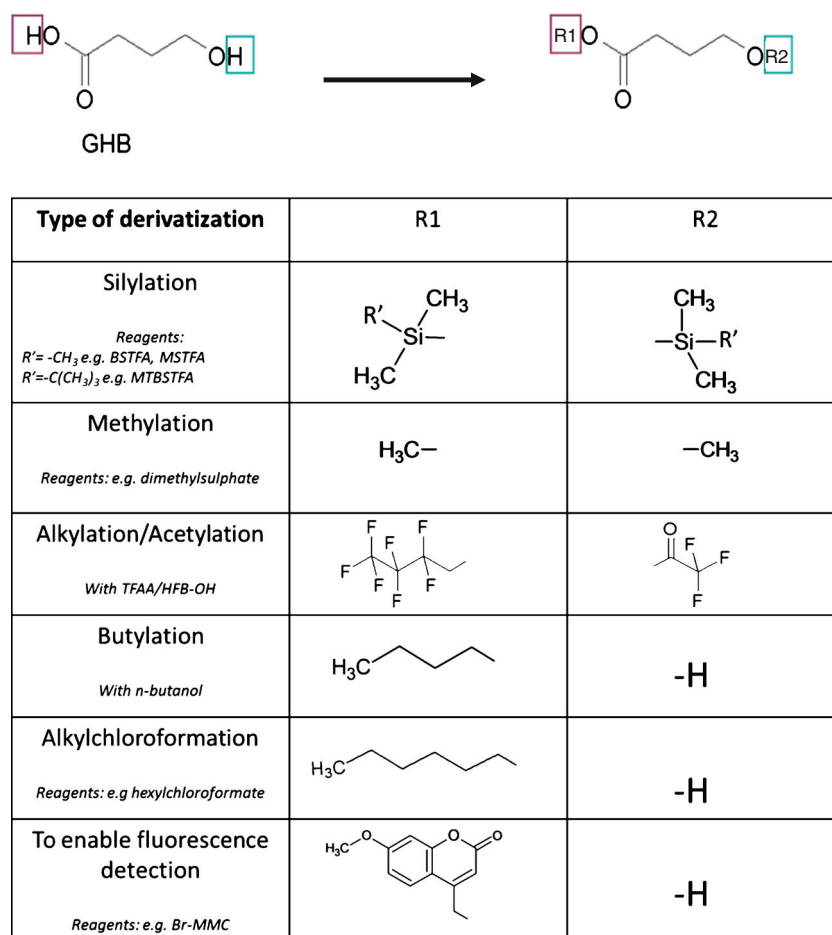 HO
OH
O
GHB
R1 O
O R2
O
Type of derivatization R1 R2
Silylation
Reagents:
R'= -CH₃ e.g. BSTFA, MSTFA
R'=-C(CH₃)₃ e.g. MTBSTFA
R' CH₃
Si
H₃C
CH₃
Si R'
CH₃
Methylation
Reagents: e.g. dimethylsulphate
H₃C–
–CH₃
Alkylation/Acetylation
With TFAA/HFB-OH
F F F
F F F F
O
F F
F
Butylation
With n-butanol
H₃C
-H
Alkylchloroformation
Reagents: e.g hexylchloroformate
H₃C
-H
To enable fluorescence
detection
Reagents: e.g. Br-MMC
H₃C O O O
-H